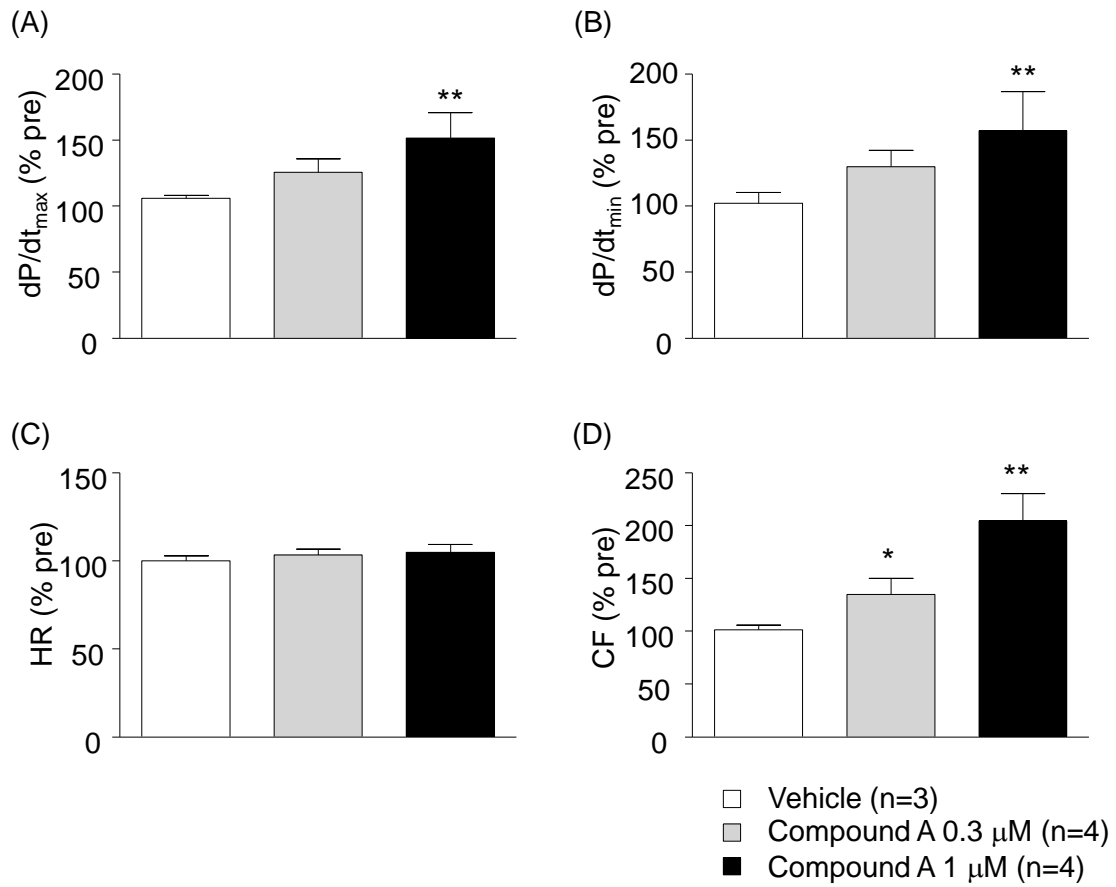 (A)
dP/dtmax (% pre)
200
150
100
50
0
**
(B)
dP/dtmin (% pre)
200
150
100
50
0
**
(C)
HR (% pre)
150
100
50
0
(D)
CF (% pre)
250
200
150
100
50
0
*
**
Vehicle (n=3)
Compound A 0.3 μM (n=4)
Compound A 1 μM (n=4)